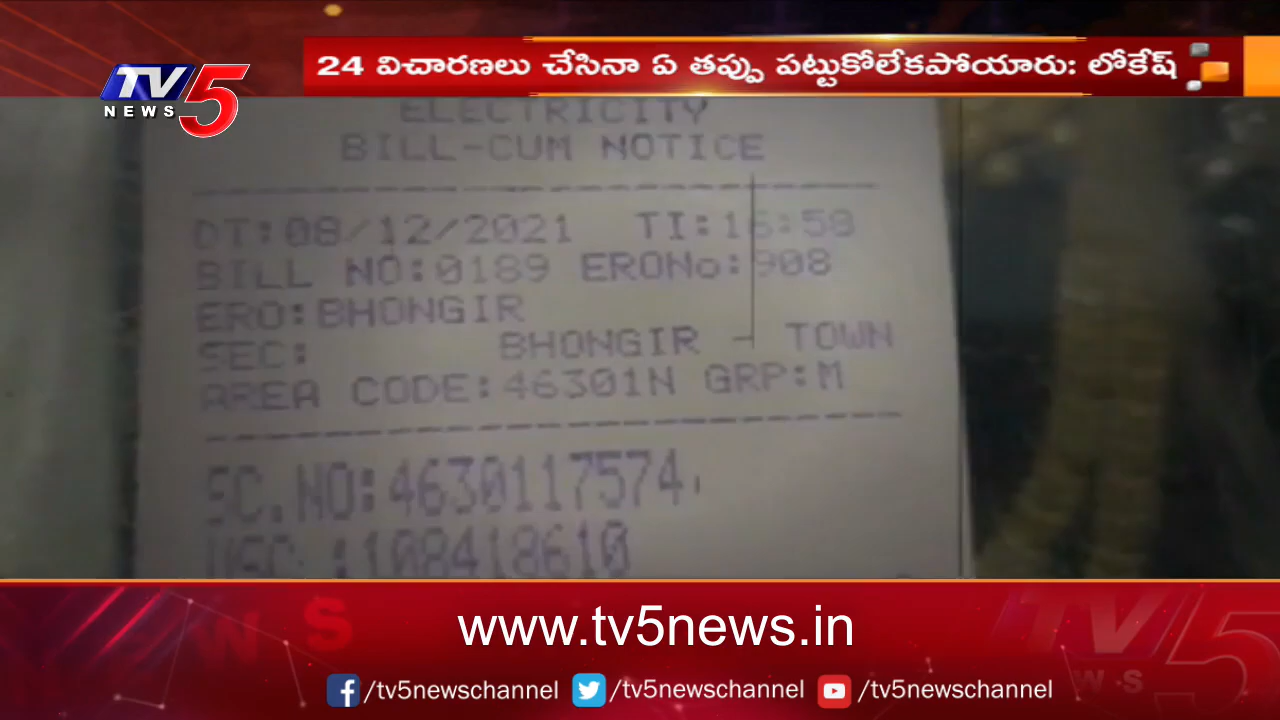 24 విచారణలు చేసినా ఏ తప్పు పట్టుకోలేకపోయారు: లోకేష్
TV5
NEWS
ELECTRICITY
BILL-CUM NOTICE
DT:08/12/2021 TI:16:58
BILL NO:0189 ERONo:908
ERO:BHONGIR
SEC: BHONGIR - TOWN
AREA CODE:46301N GRP:M
SC.NO:4630117574
USC :108418610
www.tv5news.in
/tv5newschannel /tv5newschannel /tv5newschannel